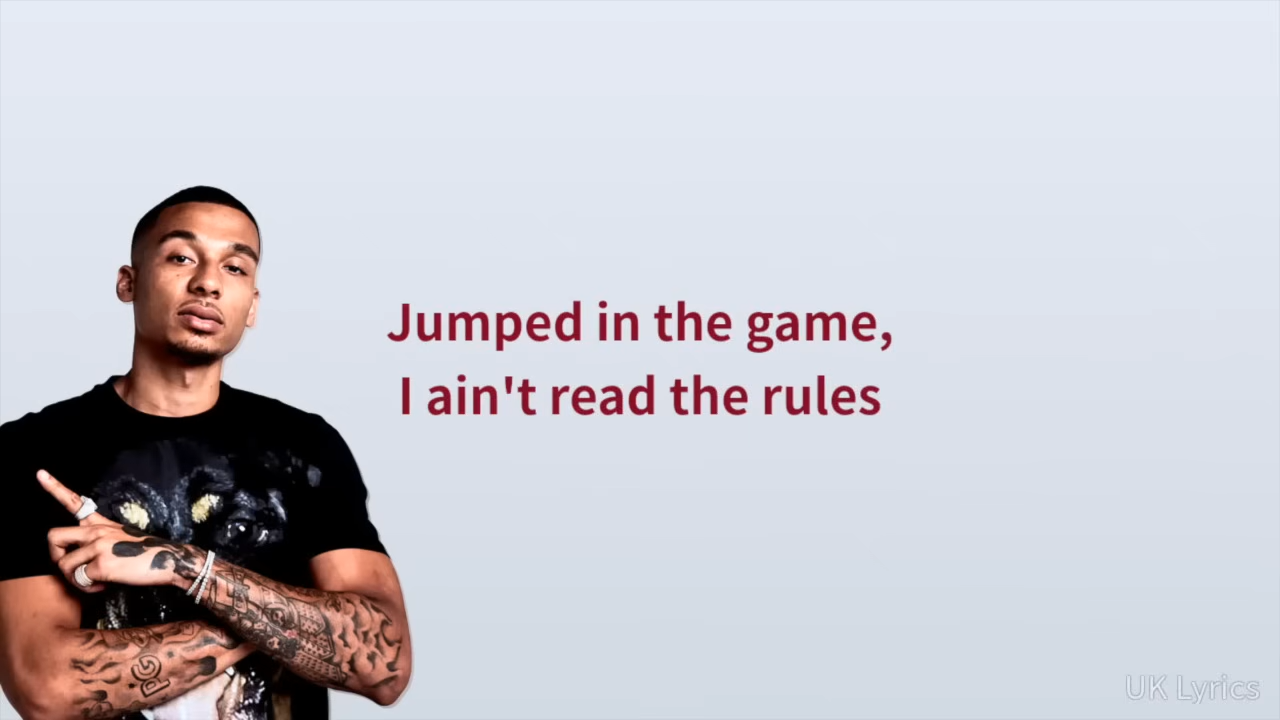 Jumped in the game,
I ain't read the rules
UK Lyrics